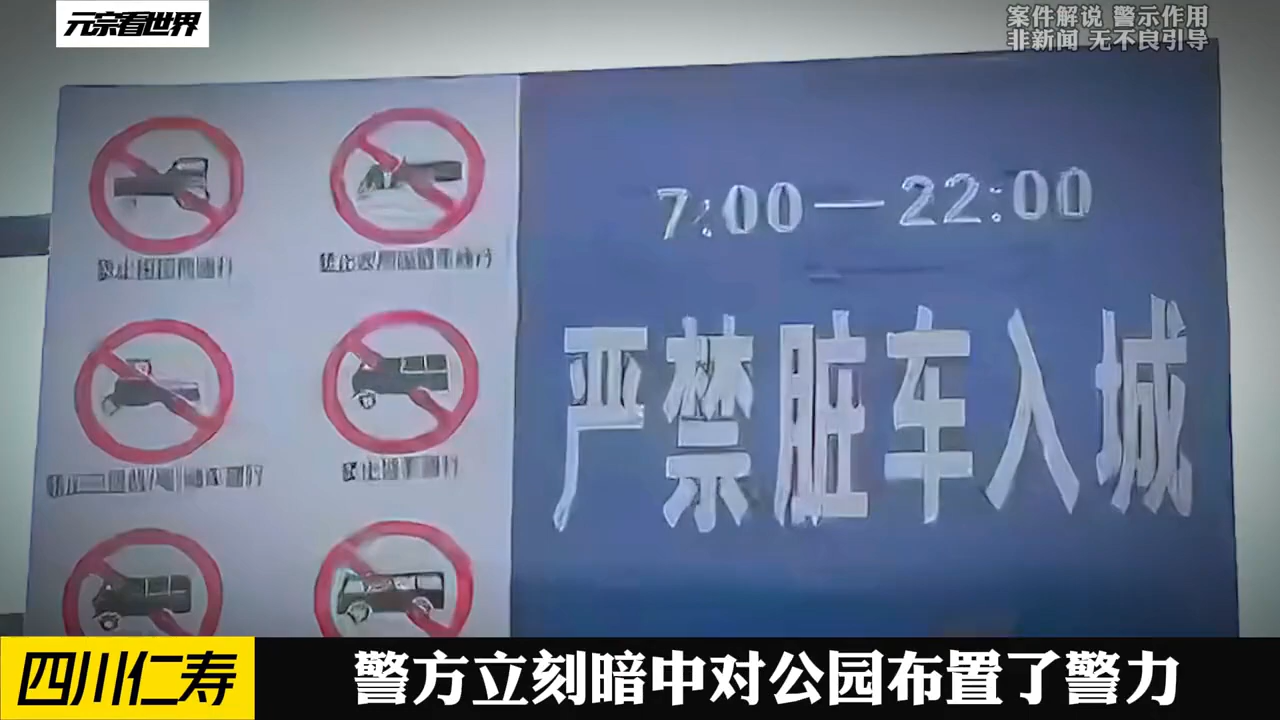 元宗看世界
案件解说 警示作用
非新闻 无不良引导
7:00—22:00
严禁脏车入城
四川仁寿
警方立刻暗中对公园布置了警力